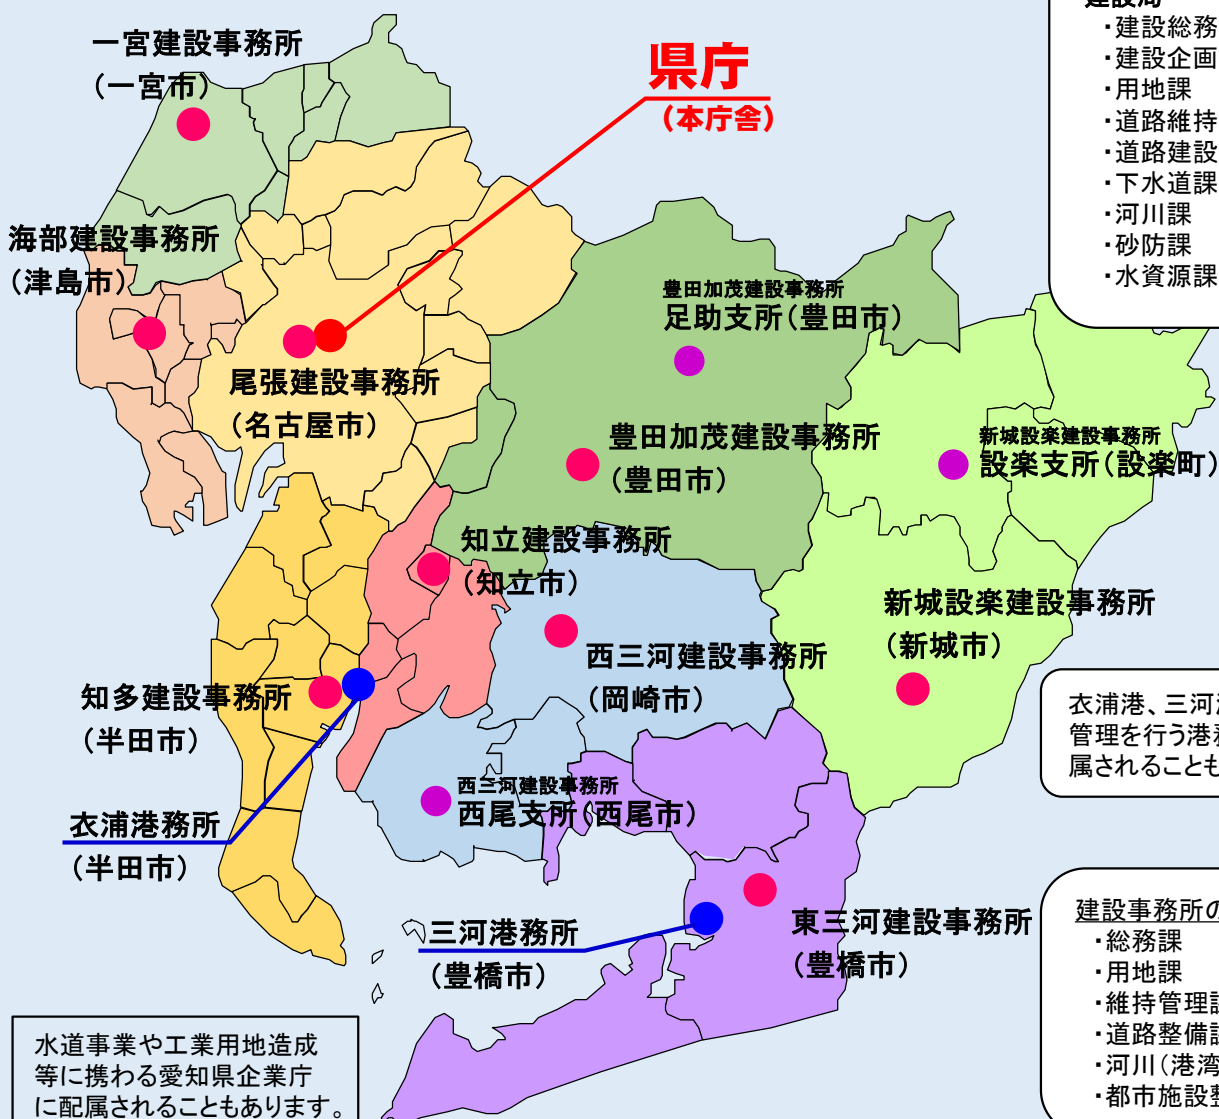 建設局
・建設総務
・建設企画
・用地課
・道路維持
・道路建設
・下水道課
・河川課
・砂防課
・水資源課
一宮建設事務所
(一宮市)
県庁
(本庁舎)
海部建設事務所
(津島市)
豊田加茂建設事務所
足助支所(豊田市)
尾張建設事務所
(名古屋市)
豊田加茂建設事務所
(豊田市)
新城設楽建設事務所
設楽支所(設楽町)
知立建設事務所
(知立市)
新城設楽建設事務所
(新城市)
西三河建設事務所
(岡崎市)
知多建設事務所
(半田市)
衣浦港、三河
管理を行う港
属されることも
西三河建設事務所
西尾支所(西尾市)
衣浦港務所
(半田市)
三河港務所
(豊橋市)
東三河建設事務所
(豊橋市)
建設事務所の
・総務課
・用地課
・維持管理課
・道路整備課
・河川(港湾
・都市施設整
水道事業や工業用地造成
等に携わる愛知県企業庁
に配属されることもあります。